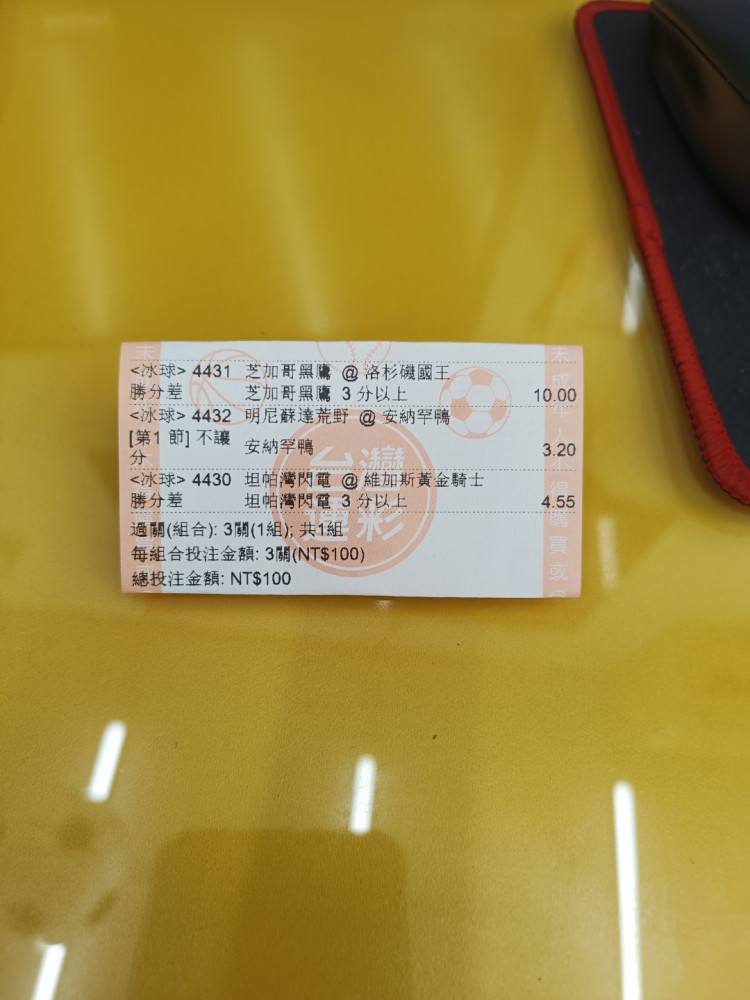 <冰球> 4431 芝加哥黑鷹 @ 洛杉磯國王
勝分差 芝加哥黑鷹 3 分以上 10.00
<冰球> 4432 明尼蘇達荒野 @ 安納罕鴨
[第1 節] 不讓
分 安納罕鴨 3.20
<冰球> 4430 坦帕灣閃電 @ 維加斯黃金騎士
勝分差 坦帕灣閃電 3 分以上 4.55
過關(組合): 3關(1組); 共1組
每組合投注金額: 3關(NT$100)
總投注金額: NT$100
台灣
運彩